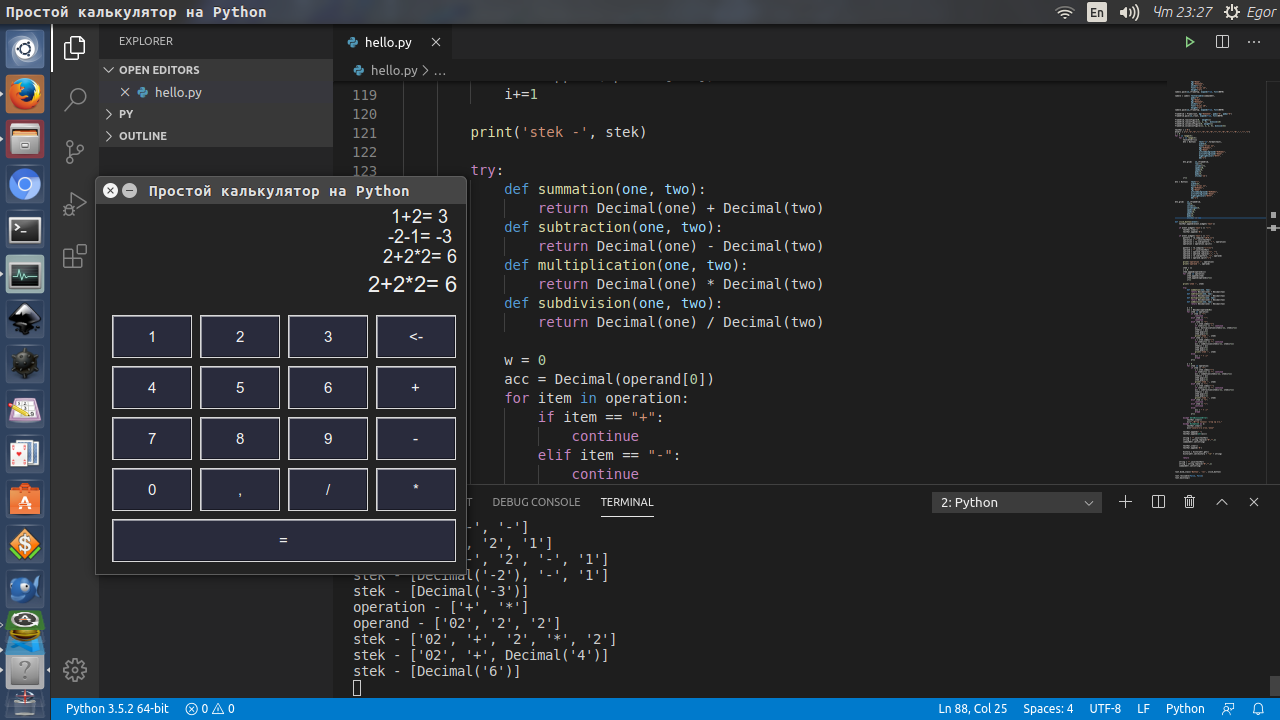 Простой калькулятор на Python
En
Чт 23:27
Egor
EXPLORER
OPEN EDITORS
hello.py
PY
OUTLINE
hello.py
hello.py > ...
119 i+=1
120
121 print('stek -', stek)
122
123 try:
def summation(one, two):
return Decimal(one) + Decimal(two)
def subtraction(one, two):
return Decimal(one) - Decimal(two)
def multiplication(one, two):
return Decimal(one) * Decimal(two)
def subdivision(one, two):
return Decimal(one) / Decimal(two)
w = 0
acc = Decimal(operand[0])
for item in operation:
if item == "+":
continue
elif item == "-":
continue
Простой калькулятор на Python
1+2= 3
-2-1= -3
2+2*2= 6
2+2*2= 6
1 2 3 <-
4 5 6 +
7 8 9 -
0 , / *
=
DEBUG CONSOLE
TERMINAL
2: Python
', '-']
'2', '1']
', '2', '-', '1']
stek - [Decimal('-2'), '-', '1']
stek - [Decimal('-3')]
operation - ['+', '*']
operand - ['02', '2', '2']
stek - ['02', '+', '2', '*', '2']
stek - ['02', '+', Decimal('4')]
stek - [Decimal('6')]
Python 3.5.2 64-bit
0
0
Ln 88, Col 25
Spaces: 4
UTF-8
LF
Python